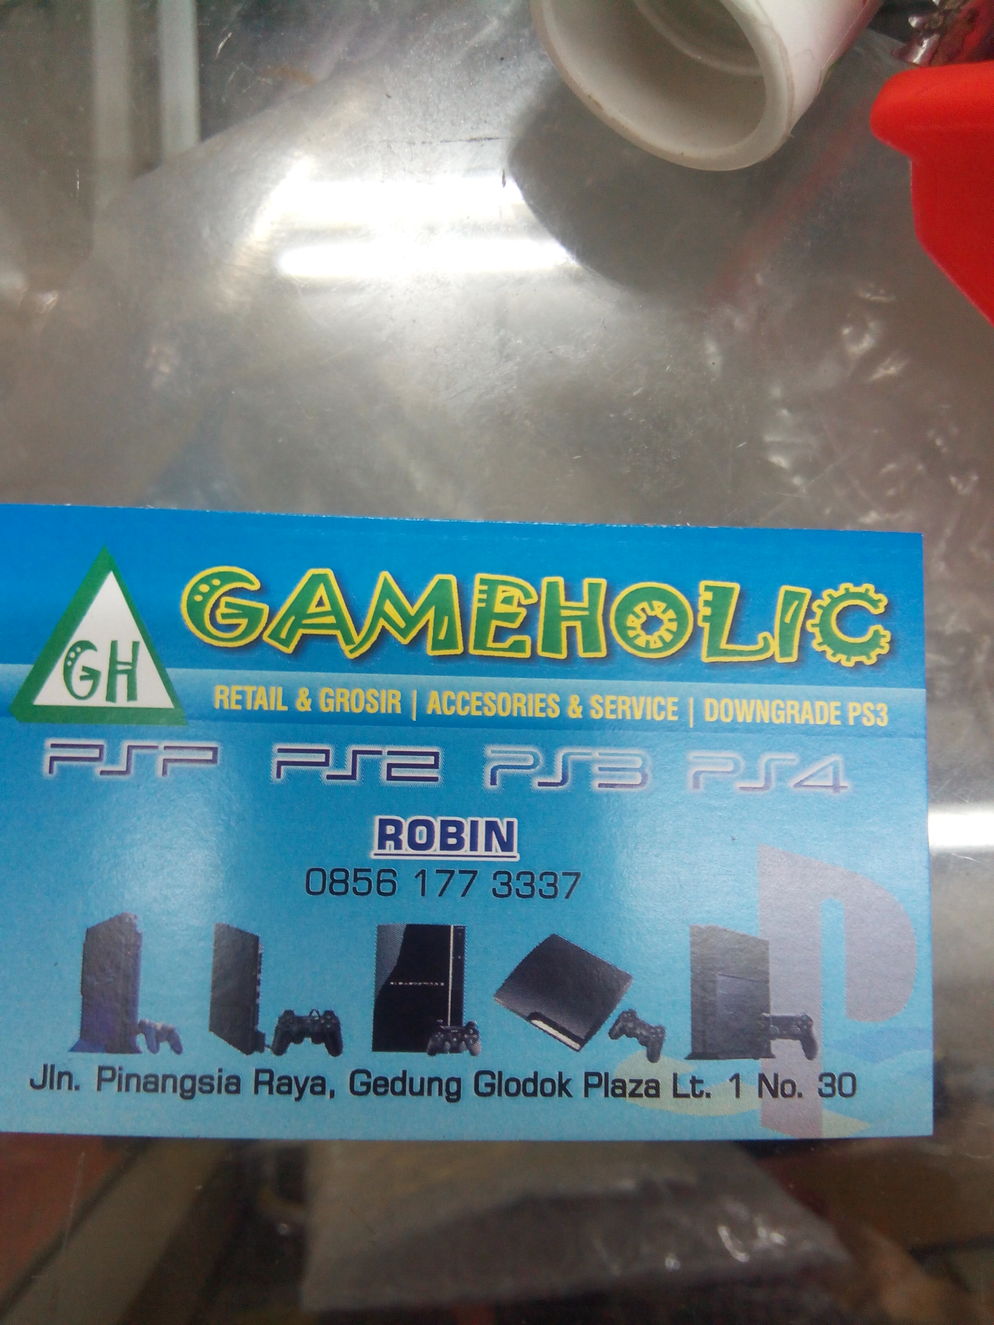 GAMEHOLIC
GH
RETAIL & GROSIR | ACCESORIES & SERVICE | DOWNGRADE PS3
PSP PS2 PS3 PS4
ROBIN
0856 177 3337
Jln. Pinangsia Raya, Gedung Glodok Plaza Lt. 1 No. 30